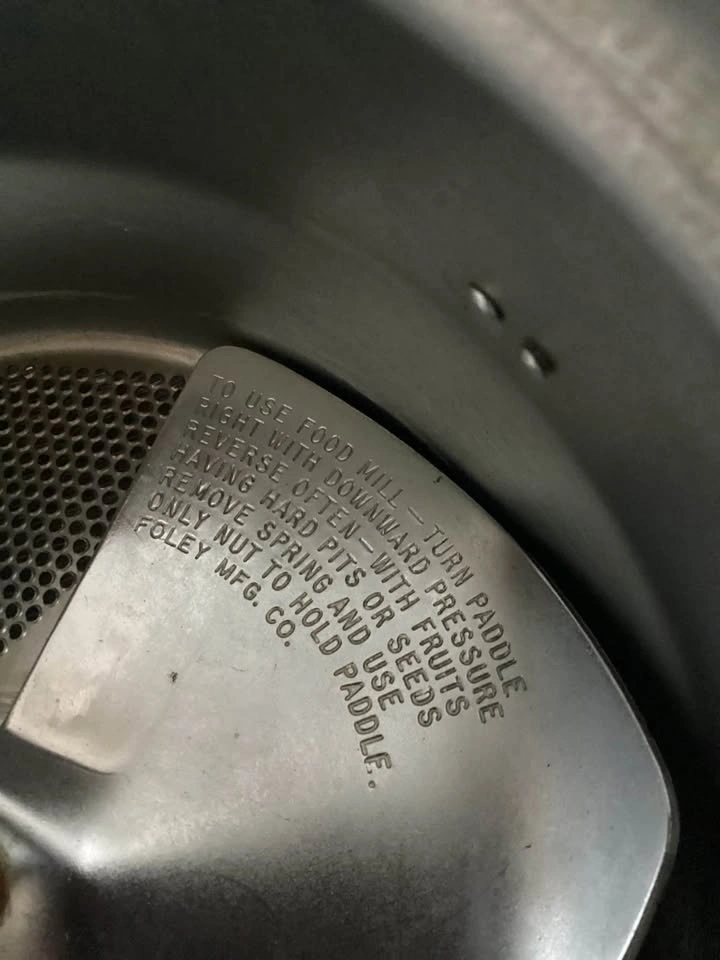 TO USE FOOD MILL — TURN PADDLE
RIGHT WITH DOWNWARD PRESSURE
REVERSE OFTEN — WITH FRUITS
HAVING HARD PITS OR SEEDS
REMOVE SPRING AND USE
ONLY NUT TO HOLD PADDLE.
FOLEY MFG. CO.